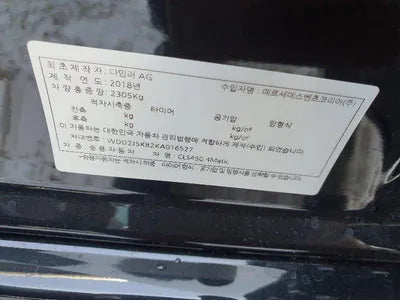 최초제작자: 다임러 AG 수입자명: 메르세데스벤츠코리아(주)
제작연도: 2018년
차량총중량: 2305Kg
적차시축중 타이어 공기압 림형식
전축 kg kg/㎠
후축 kg kg/㎠
이 자동차는 대한민국 자동차 관리법령에 적합하게 제작(수입) 되었음
차대번호: WDD2J5KB2KA016527
차종: 승용자동차 차명: CLS450 4Matic